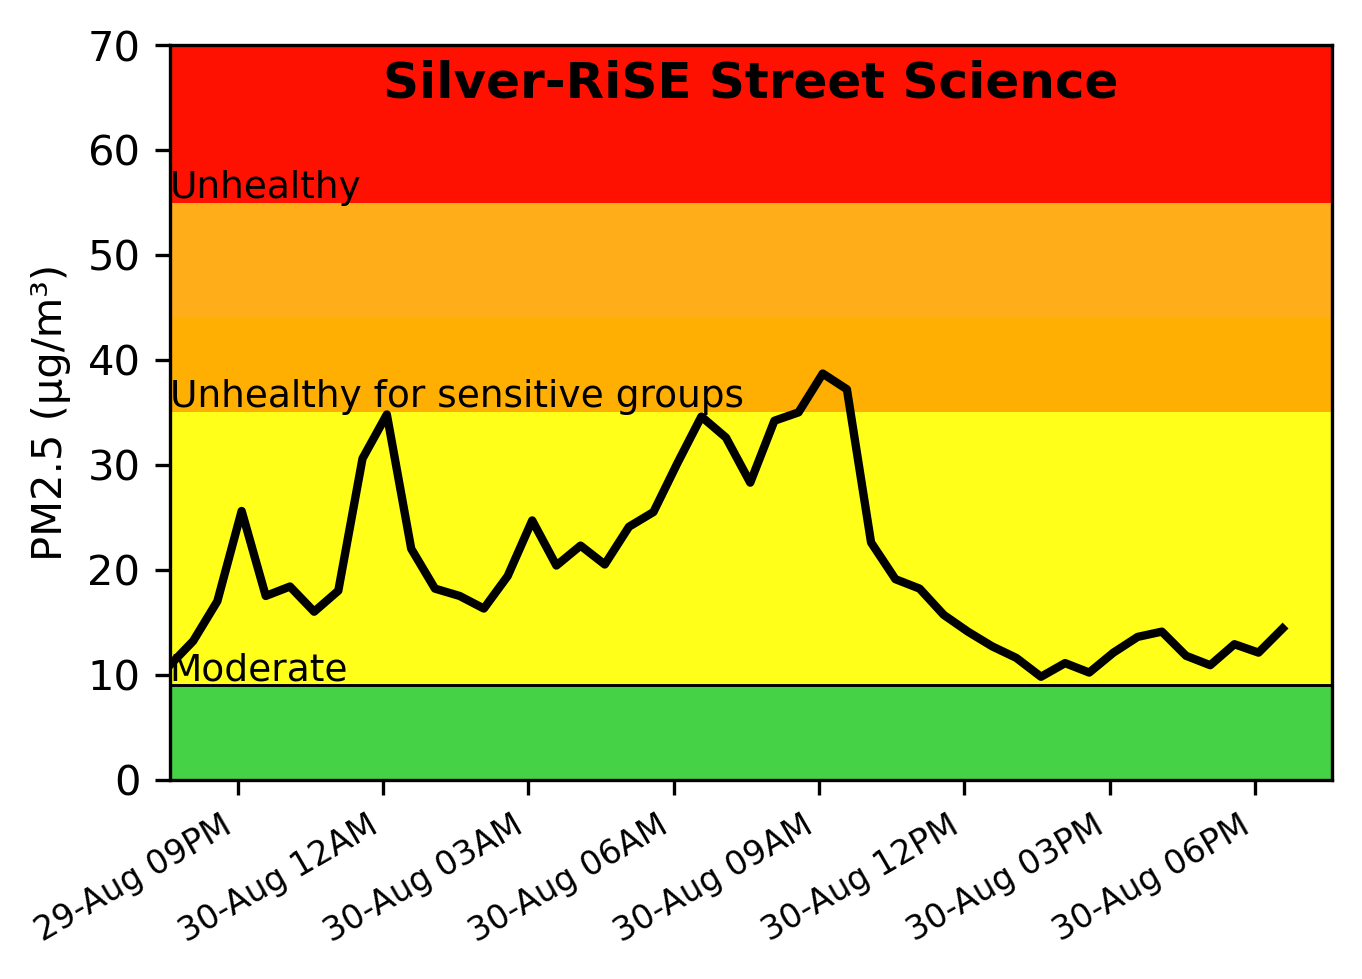 Silver-RiSE Street Science
70
60
50
40
30
20
10
0
PM2.5 (µg/m³)
Unhealthy
Unhealthy for sensitive groups
Moderate
29-Aug 09PM
30-Aug 12AM
30-Aug 03AM
30-Aug 06AM
30-Aug 09AM
30-Aug 12PM
30-Aug 03PM
30-Aug 06PM